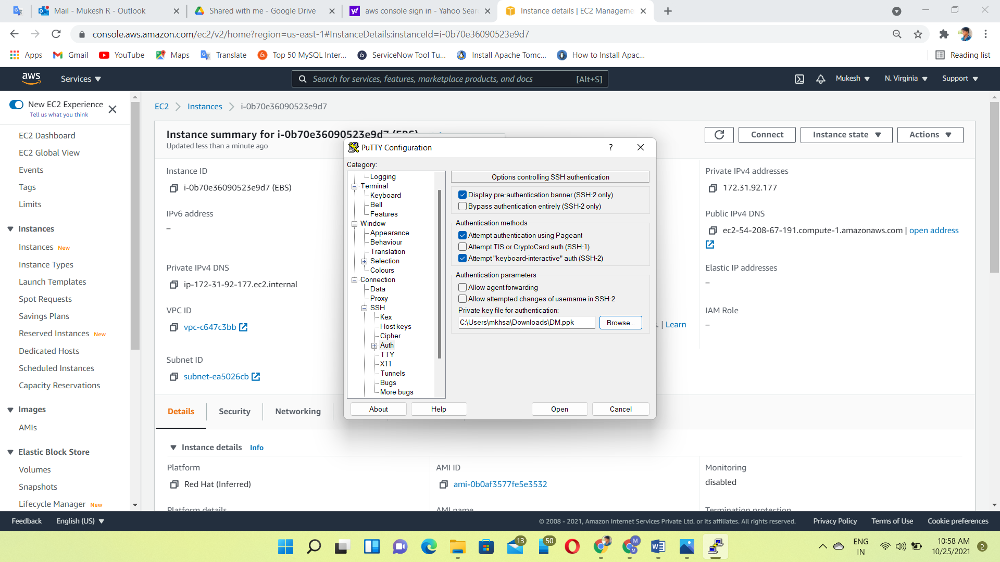 Mail - Mukesh R - Outlook
Shared with me - Google Drive
aws console sign in - Yahoo Sear
Instance details | EC2 Manageme
console.aws.amazon.com/ec2/v2/home?region=us-east-1#InstanceDetails:instanceId=i-0b70e36090523e9d7
Apps
Gmail
YouTube
Maps
Translate
Top 50 MySQL Inter...
ServiceNow Tool Tu...
Install Apache Tomc...
How to Install Apac...
Reading list
aws
Services
Search for services, features, marketplace products, and docs
[Alt+S]
Mukesh
N. Virginia
Support
New EC2 Experience
Tell us what you think
EC2 Dashboard
EC2 Global View
Events
Tags
Limits
Instances
Instances New
Instance Types
Launch Templates
Spot Requests
Savings Plans
Reserved Instances New
Dedicated Hosts
Scheduled Instances
Capacity Reservations
Images
AMIs
Elastic Block Store
Volumes
Snapshots
Lifecycle Manager New
EC2
Instances
i-0b70e36090523e9d7
Instance summary for i-0b70e36090523e9d7 (EBS)
Updated less than a minute ago
Connect
Instance state
Actions
Instance ID
i-0b70e36090523e9d7 (EBS)
IPv6 address
–
Private IPv4 DNS
ip-172-31-92-177.ec2.internal
VPC ID
vpc-c647c3bb
Subnet ID
subnet-ea5026cb
PuTTY Configuration
?
Category:
Logging
Terminal
Keyboard
Bell
Features
Window
Appearance
Behaviour
Translation
Selection
Colours
Connection
Data
Proxy
SSH
Kex
Host keys
Cipher
Auth
TTY
X11
Tunnels
Bugs
More bugs
Options controlling SSH authentication
Display pre-authentication banner (SSH-2 only)
Bypass authentication entirely (SSH-2 only)
Authentication methods
Attempt authentication using Pageant
Attempt TIS or CryptoCard auth (SSH-1)
Attempt "keyboard-interactive" auth (SSH-2)
Authentication parameters
Allow agent forwarding
Allow attempted changes of username in SSH-2
Private key file for authentication:
C:\Users\mkhsa\Downloads\DM.ppk
Browse...
About
Help
Open
Cancel
. | Learn
Private IPv4 addresses
172.31.92.177
Public IPv4 DNS
ec2-54-208-67-191.compute-1.amazonaws.com | open address
Elastic IP addresses
–
IAM Role
–
Details
Security
Networking
Instance details Info
Platform
Red Hat (Inferred)
AMI ID
ami-0b0af3577fe5e3532
Monitoring
disabled
Platform details
AMI name
Termination protection
Feedback
English (US)
© 2008 - 2021, Amazon Internet Services Private Ltd. or its affiliates. All rights reserved.
Privacy Policy
Terms of Use
Cookie preferences
13
50
M
M
ENG
IN
10:58 AM
10/25/2021
2